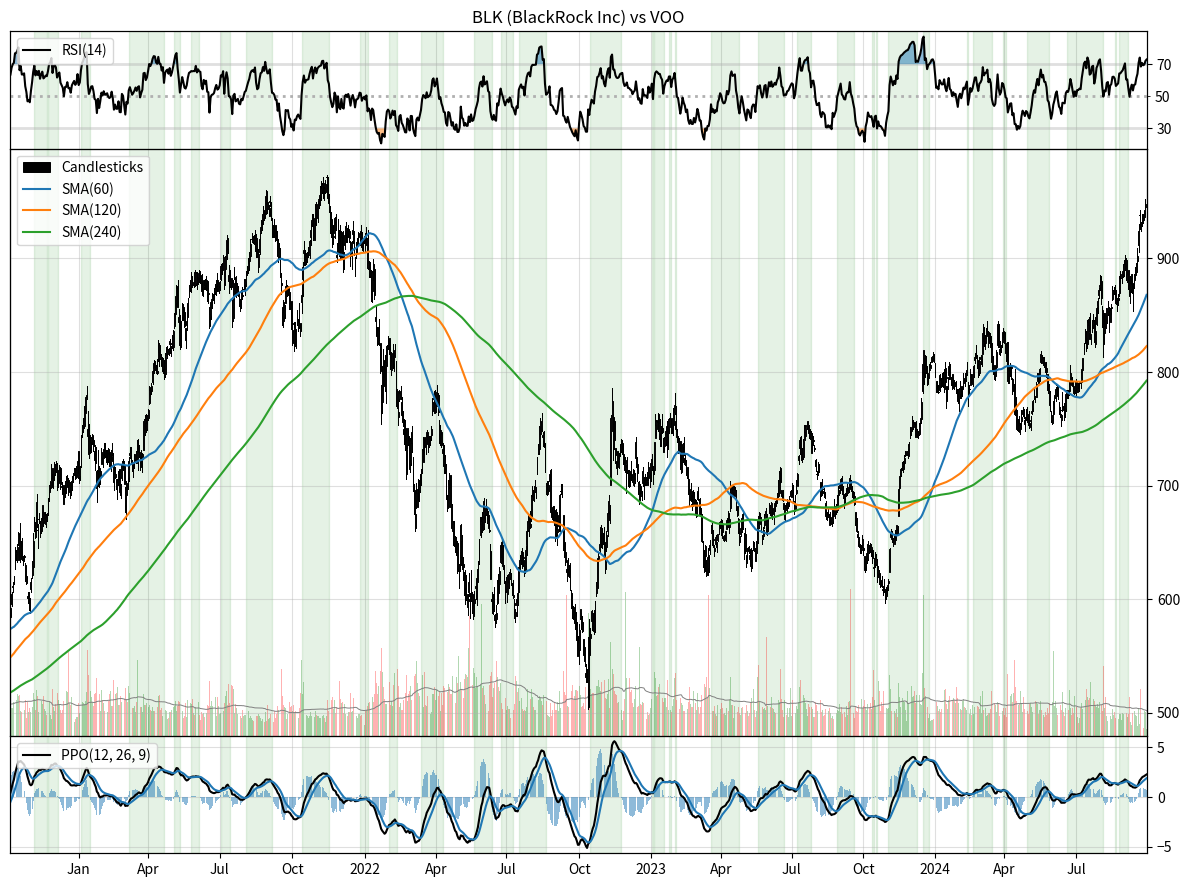 BLK (BlackRock Inc) vs VOO
RSI(14)
70
50
30
Candlesticks
SMA(60)
SMA(120)
SMA(240)
900
800
700
600
500
PPO(12, 26, 9)
5
0
−5
Jan Apr Jul Oct 2022 Apr Jul Oct 2023 Apr Jul Oct 2024 Apr Jul